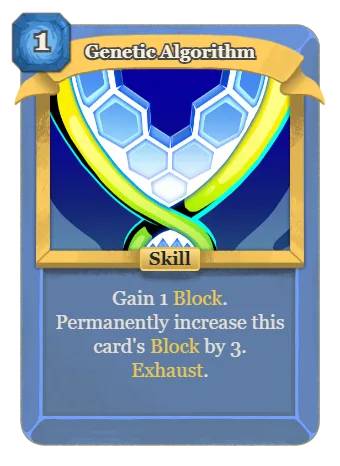 1
Genetic Algorithm
Skill
Gain 1 Block.
Permanently increase this
card's Block by 3.
Exhaust.